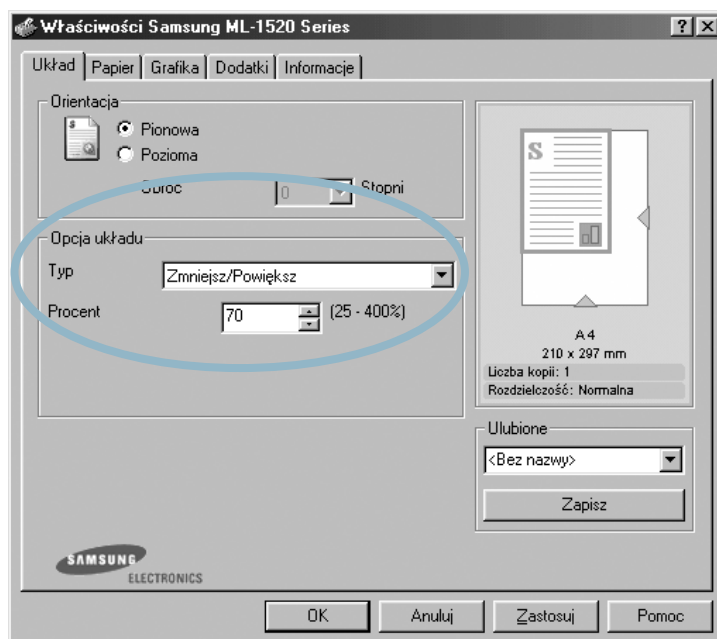 Właściwości Samsung ML-1520 Series
Układ Papier Grafika Dodatki Informacje
Orientacja
Pionowa
Pozioma
Obróć 0 Stopni
Opcja układu
Typ Zmniejsz/Powiększ
Procent 70 (25 - 400%)
S
A4
210 x 297 mm
Liczba kopii: 1
Rozdzielczość: Normalna
Ulubione
<Bez nazwy>
Zapisz
SAMSUNG
ELECTRONICS
OK Anuluj Zastosuj Pomoc